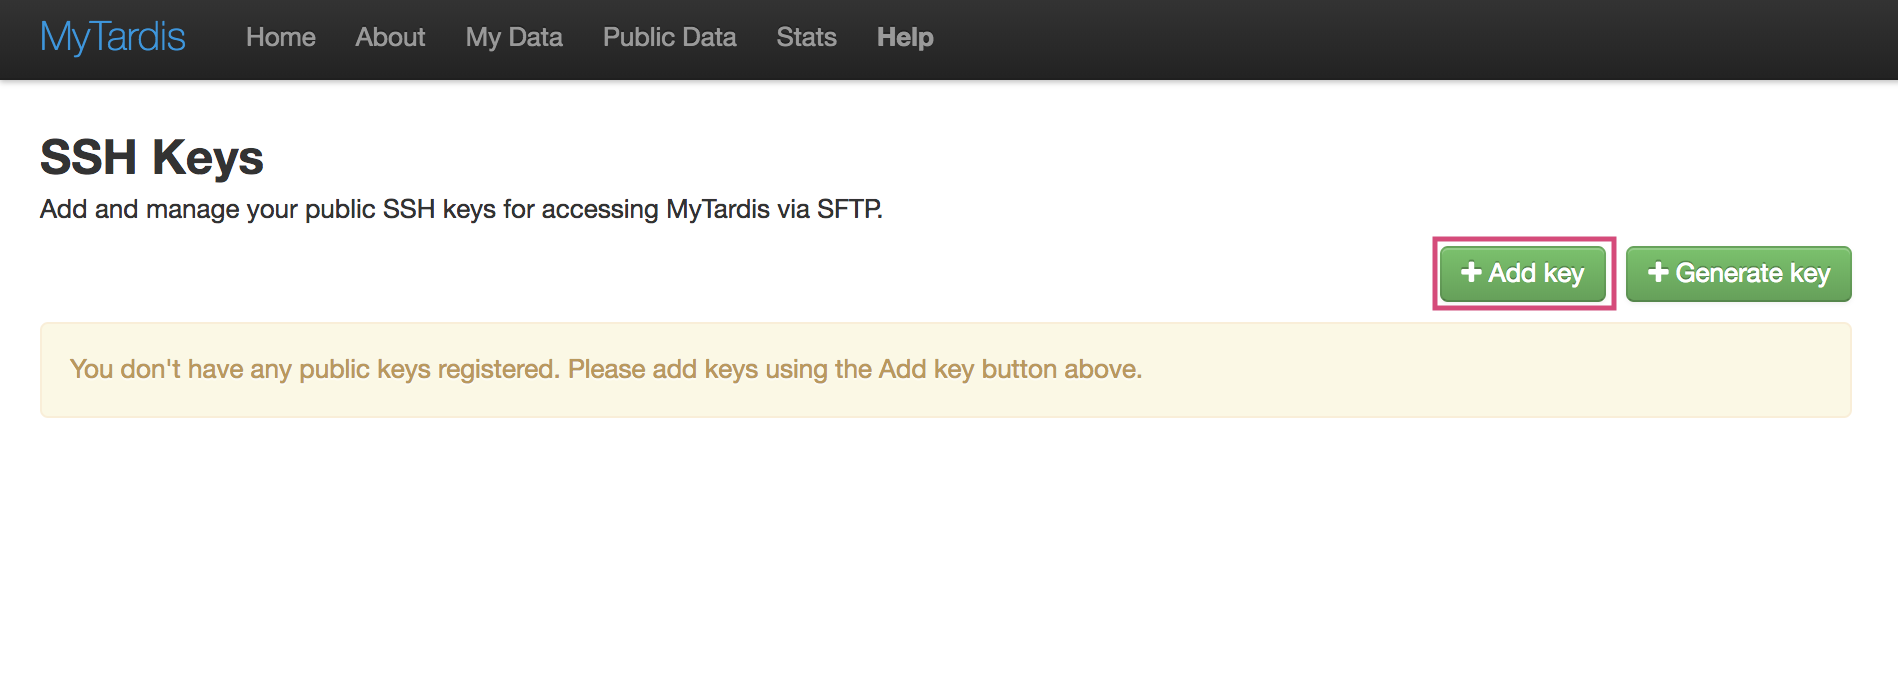 MyTardis Home About My Data Public Data Stats Help
SSH Keys
Add and manage your public SSH keys for accessing MyTardis via SFTP.
+ Add key + Generate key
You don't have any public keys registered. Please add keys using the Add key button above.